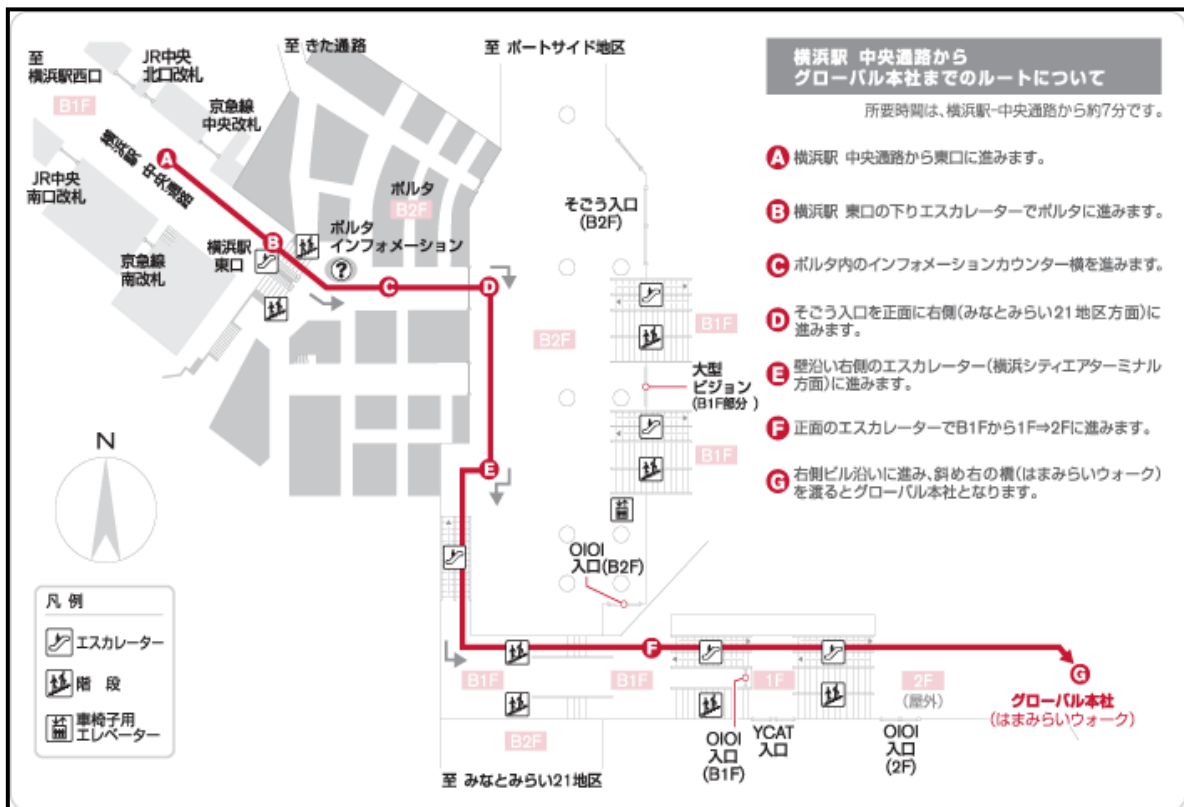 至
横浜駅西口
B1F
JR中央
北口改札
京急線
中央改札
至 きた通路
至 ポートサイド地区
横浜駅 中央通路から
グローバル本社までのルートについて
所要時間は、横浜駅-中央通路から約7分です。
A 横浜駅 中央通路から東口に進みます。
B 横浜駅 東口の下りエスカレーターでポルタに進みます。
C ポルタ内のインフォメーションカウンター横を進みます。
D そごう入口を正面に右側(みなとみらい21地区方面)に
進みます。
E 壁沿い右側のエスカレーター(横浜シティエアターミナル
方面)に進みます。
F 正面のエスカレーターでB1Fから1F⇒2Fに進みます。
G 右側ビル沿いに進み、斜め右の橋(はまみらいウォーク)
を渡るとグローバル本社となります。
A
横浜駅 中央通路
JR中央
南口改札
京急線
南改札
横浜駅
東口
B
ポルタ
B2F
ポルタ
インフォメーション
?
C
D
そごう入口
(B2F)
B1F
B2F
大型
ビジョン
(B1F部分 )
B1F
E
N
OIOI
入口(B2F)
凡 例
エスカレーター
階 段
車椅子用
エレベーター
F
B1F
B1F
1F
2F
(屋外)
G
グローバル本社
(はまみらいウォーク)
B2F
OIOI
入口
(B1F)
YCAT
入口
OIOI
入口
(2F)
至 みなとみらい21地区